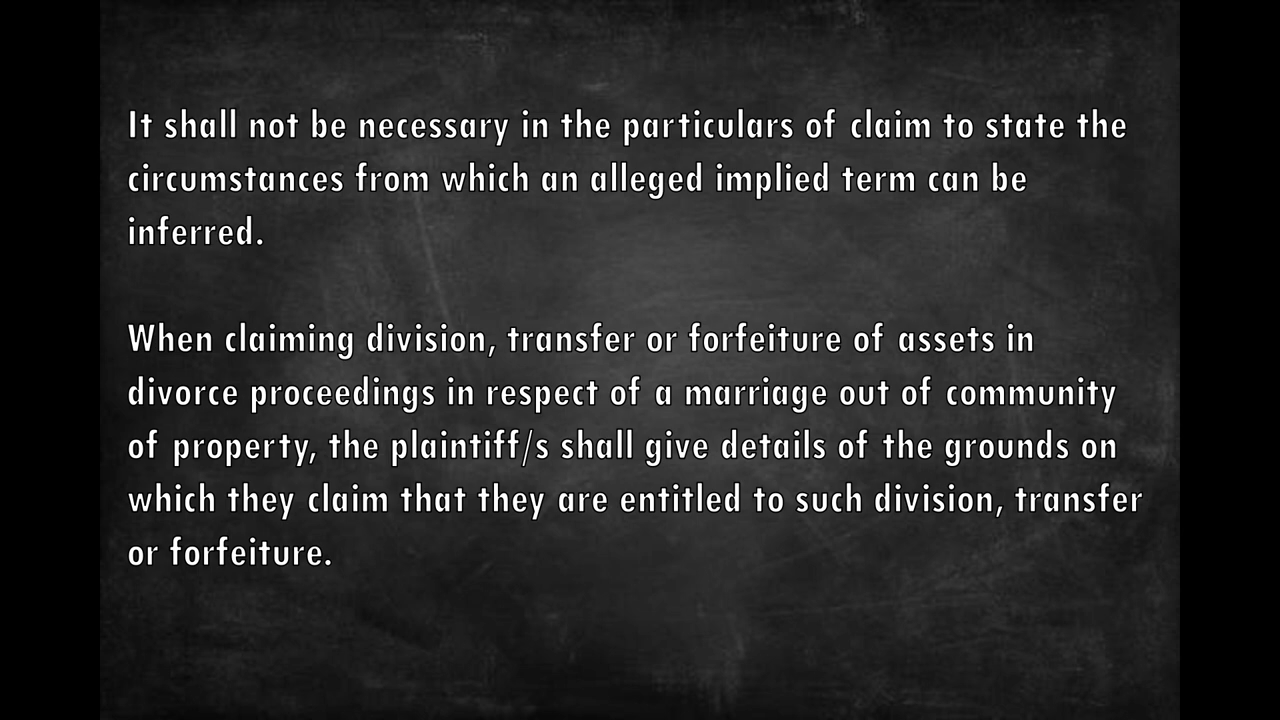 It shall not be necessary in the particulars of claim to state the
circumstances from which an alleged implied term can be
inferred.
When claiming division, transfer or forfeiture of assets in
divorce proceedings in respect of a marriage out of community
of property, the plaintiff/s shall give details of the grounds on
which they claim that they are entitled to such division, transfer
or forfeiture.